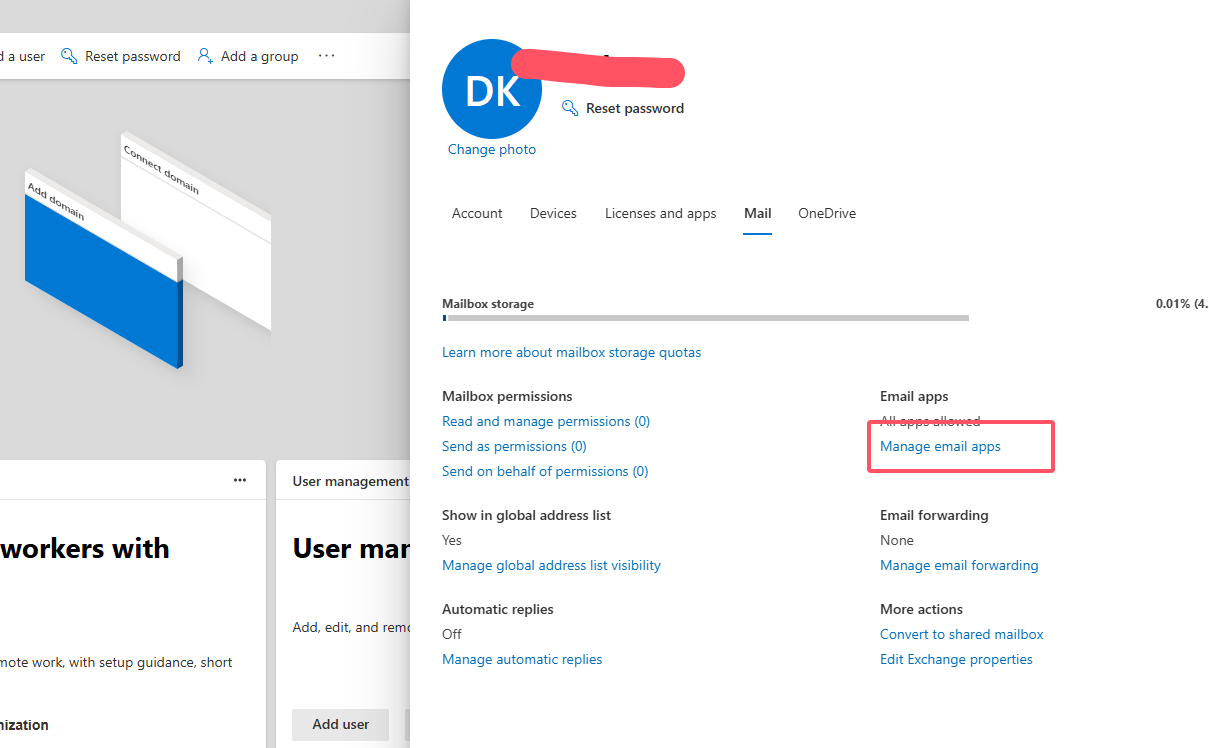 d a user Reset password Add a group ...
Connect domain
Add domain
workers with
mote work, with setup guidance, short
nization
User management
User mar
Add, edit, and remo
Add user
DK
Reset password
Change photo
Account Devices Licenses and apps Mail OneDrive
Mailbox storage 0.01% (4.
Learn more about mailbox storage quotas
Mailbox permissions
Read and manage permissions (0)
Send as permissions (0)
Send on behalf of permissions (0)
Email apps
All apps allowed
Manage email apps
Show in global address list
Yes
Manage global address list visibility
Email forwarding
None
Manage email forwarding
Automatic replies
Off
Manage automatic replies
More actions
Convert to shared mailbox
Edit Exchange properties